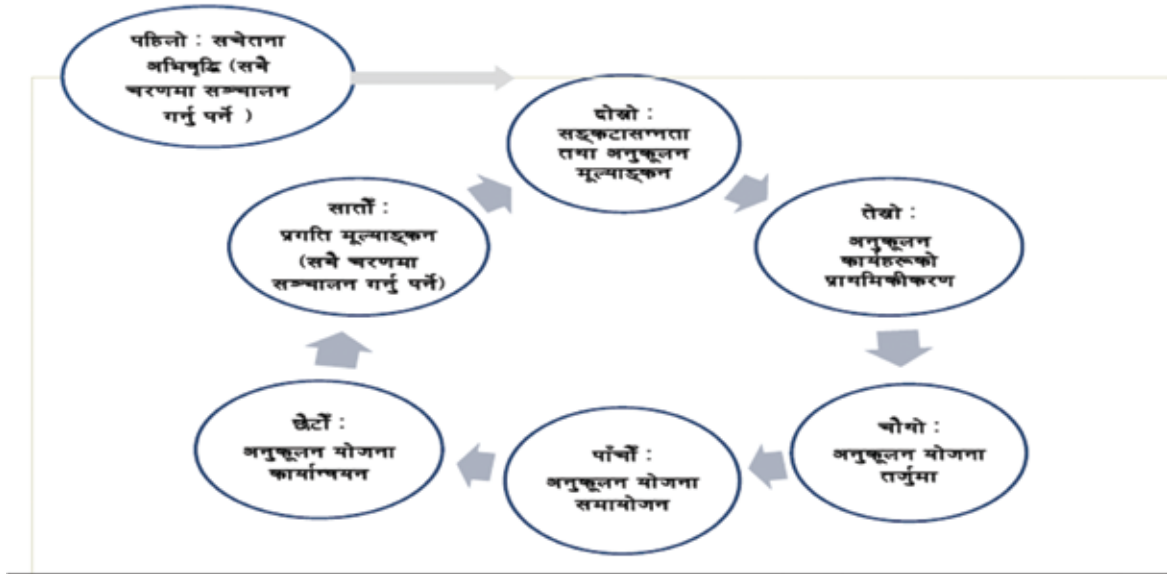 पहिलो : सचेतना
अभिवृद्धि (सबै
चरणमा सञ्चालन
गर्नु पर्ने )
दोस्रो :
सङ्कटासन्नता
तथा अनुकूलन
मूल्याङ्कन
तेस्रो :
अनुकूलन
कार्यहरूको
प्राथमिकीकरण
चौथो :
अनुकूलन योजना
तर्जुमा
पाँचौँ :
अनुकूलन योजना
समायोजन
छैटौँ :
अनुकूलन योजना
कार्यान्वयन
सातौँ :
प्रगति मूल्याङ्कन
(सबै चरणमा
सञ्चालन गर्नु पर्ने)